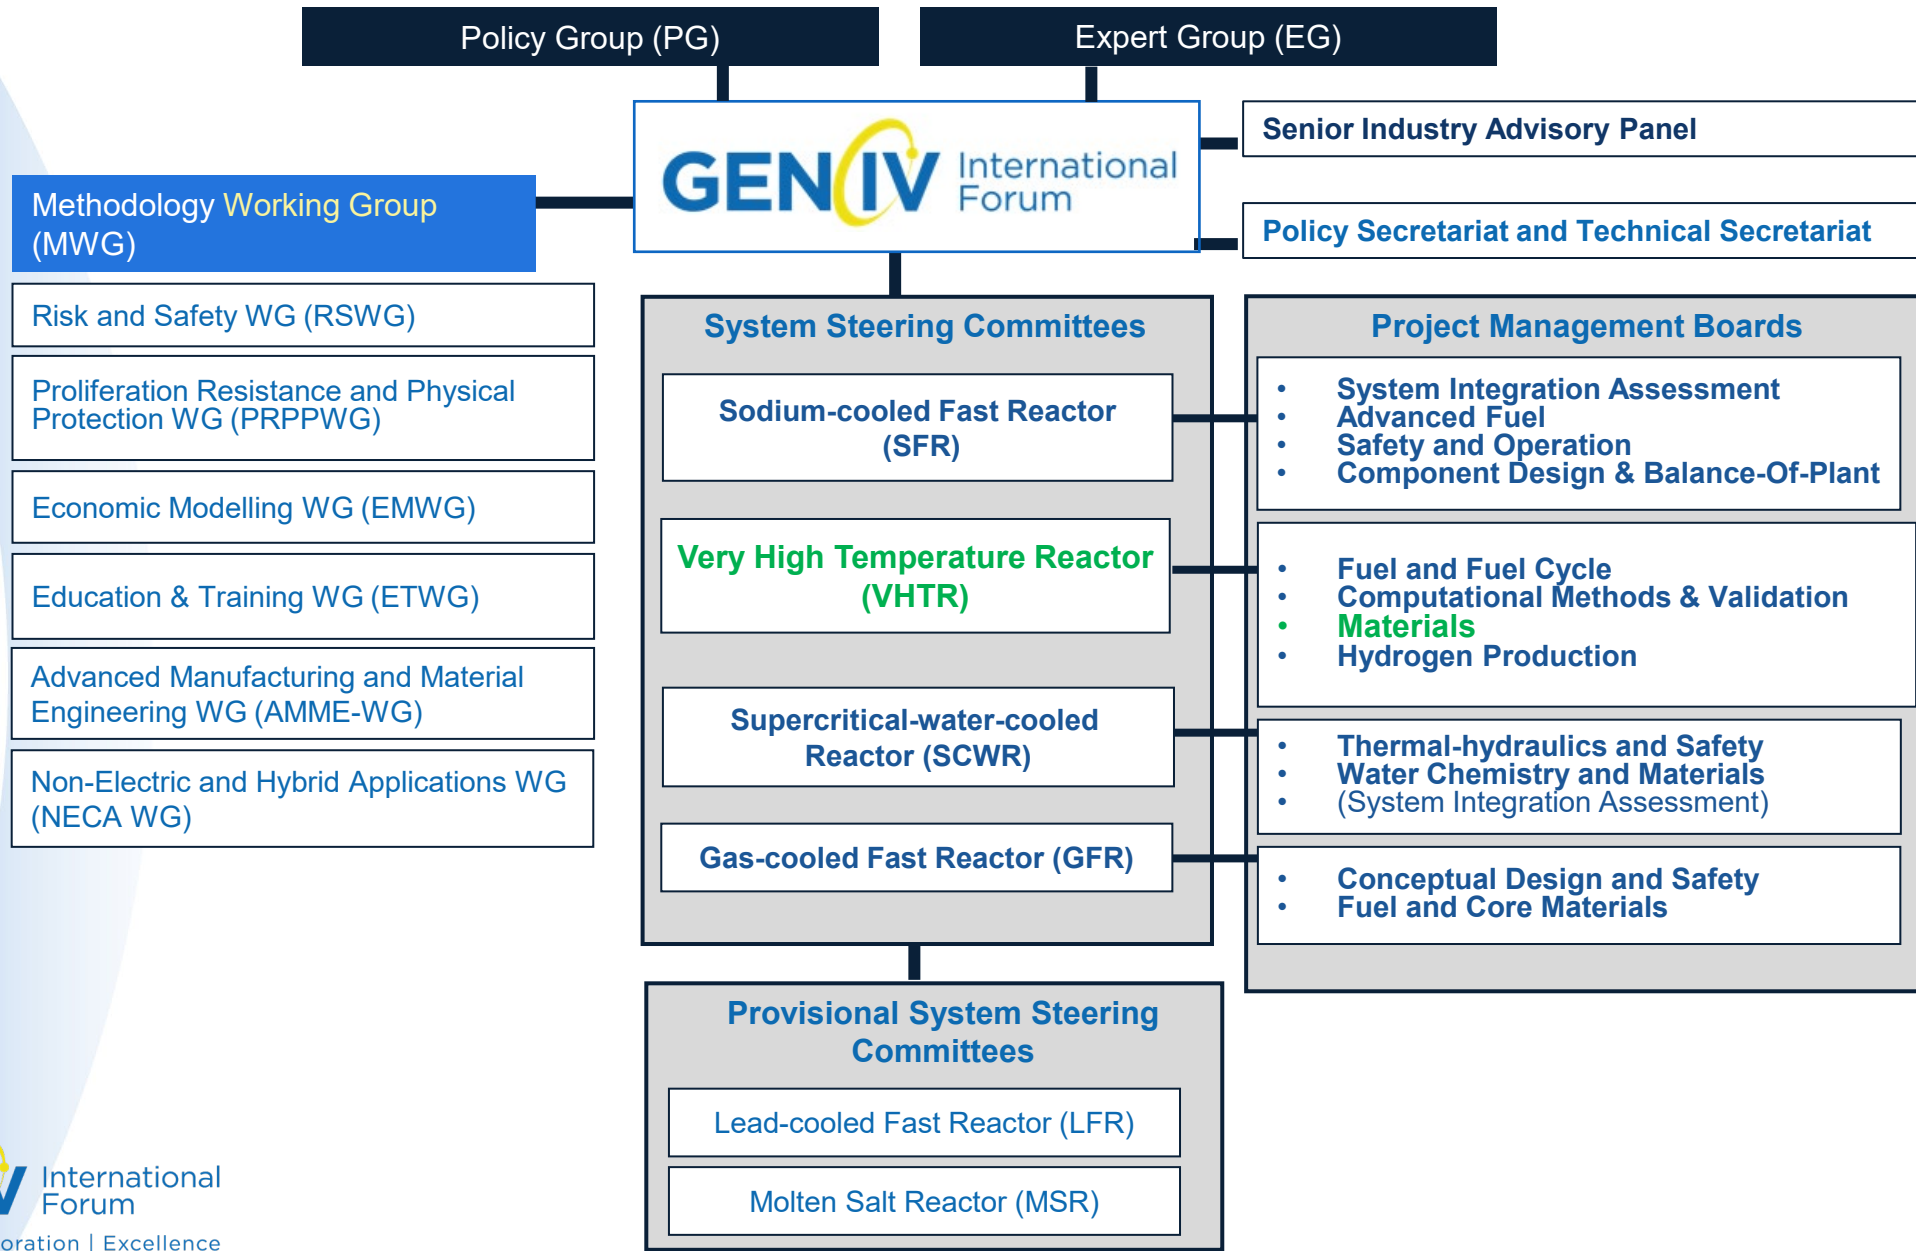 Policy Group (PG)
Expert Group (EG)
GENIV International
Forum
Senior Industry Advisory Panel
Policy Secretariat and Technical Secretariat
Methodology Working Group
(MWG)
Risk and Safety WG (RSWG)
Proliferation Resistance and Physical
Protection WG (PRPPWG)
Economic Modelling WG (EMWG)
Education & Training WG (ETWG)
Advanced Manufacturing and Material
Engineering WG (AMME-WG)
Non-Electric and Hybrid Applications WG
(NECA WG)
System Steering Committees
Sodium-cooled Fast Reactor
(SFR)
Very High Temperature Reactor
(VHTR)
Supercritical-water-cooled
Reactor (SCWR)
Gas-cooled Fast Reactor (GFR)
Project Management Boards
• System Integration Assessment
• Advanced Fuel
• Safety and Operation
• Component Design & Balance-Of-Plant
• Fuel and Fuel Cycle
• Computational Methods & Validation
• Materials
• Hydrogen Production
• Thermal-hydraulics and Safety
• Water Chemistry and Materials
• (System Integration Assessment)
• Conceptual Design and Safety
• Fuel and Core Materials
Provisional System Steering
Committees
Lead-cooled Fast Reactor (LFR)
Molten Salt Reactor (MSR)
International
Forum
oration | Excellence